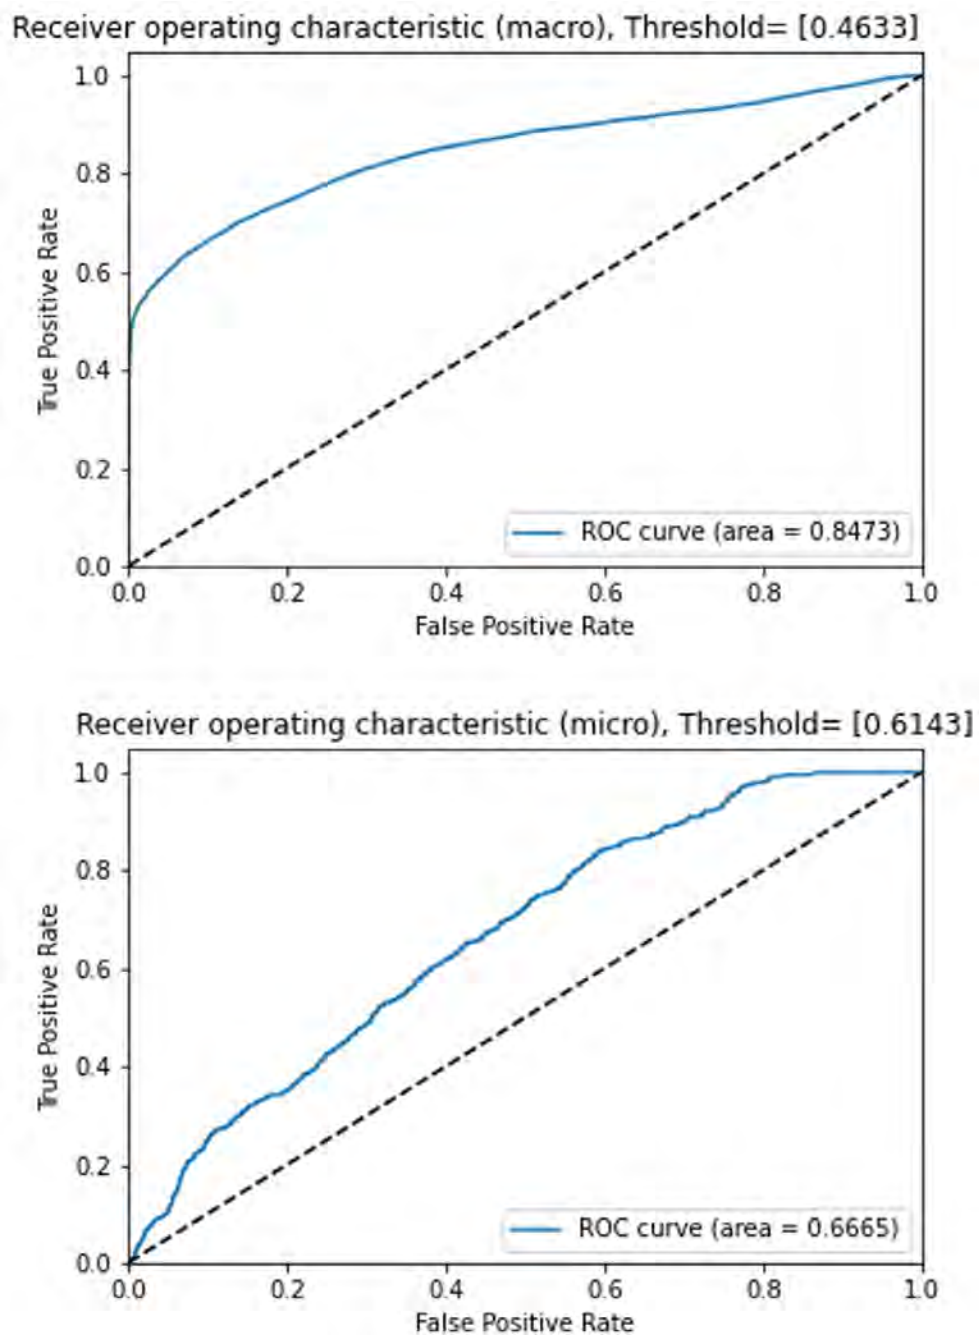 Receiver operating characteristic (macro), Threshold= [0.4633]
1.0
0.8
0.6
0.4
0.2
0.0
True Positive Rate
ROC curve (area = 0.8473)
0.0 0.2 0.4 0.6 0.8 1.0
False Positive Rate
Receiver operating characteristic (micro), Threshold= [0.6143]
1.0
0.8
0.6
0.4
0.2
0.0
True Positive Rate
ROC curve (area = 0.6665)
0.0 0.2 0.4 0.6 0.8 1.0
False Positive Rate